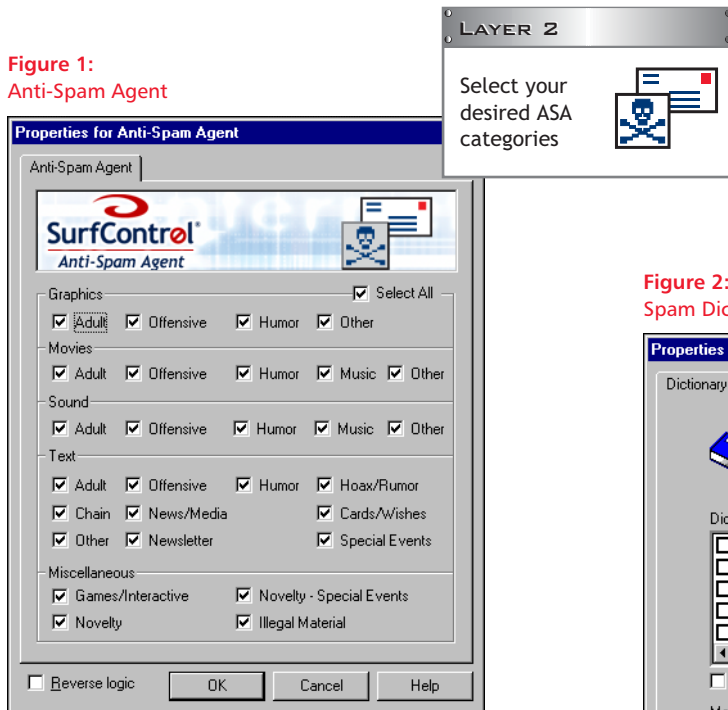 LAYER 2
Select your
desired ASA
categories
Figure 1:
Anti-Spam Agent
Properties for Anti-Spam Agent
Anti-Spam Agent
SurfControl
Anti-Spam Agent
Graphics
Select All
Adult Offensive Humor Other
Movies
Adult Offensive Humor Music Other
Sound
Adult Offensive Humor Music Other
Text
Adult Offensive Humor Hoax/Rumor
Chain News/Media Cards/Wishes
Other Newsletter Special Events
Miscellaneous
Games/Interactive Novelty - Special Events
Novelty Illegal Material
Reverse logic OK Cancel Help
Figure 2:
Spam Dic
Properties
Dictionary
Dic